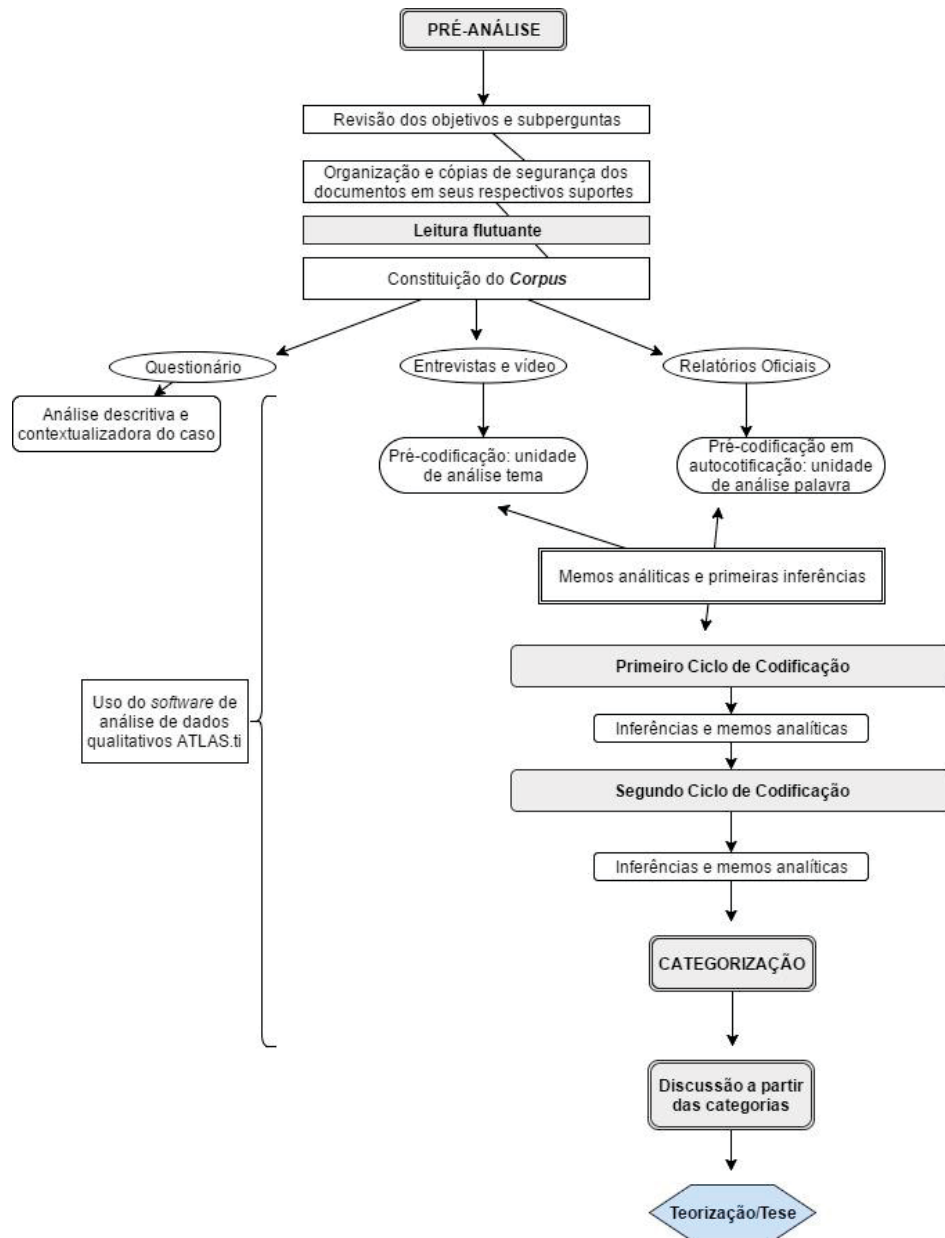 PRÉ-ANÁLISE
Revisão dos objetivos e subperguntas
Organização e cópias de segurança dos
documentos em seus respectivos suportes
Leitura flutuante
Constituição do Corpus
Questionário
Entrevistas e vídeo
Relatórios Oficiais
Análise descritiva e
contextualizadora do caso
Pré-codificação: unidade
de análise tema
Pré-codificação em
autocotificação: unidade
de análise palavra
Memos análiticas e primeiras inferências
Primeiro Ciclo de Codificação
Uso do software de
análise de dados
qualitativos ATLAS.ti
Inferências e memos analíticas
Segundo Ciclo de Codificação
Inferências e memos analíticas
CATEGORIZAÇÃO
Discussão a partir
das categorias
Teorização/Tese